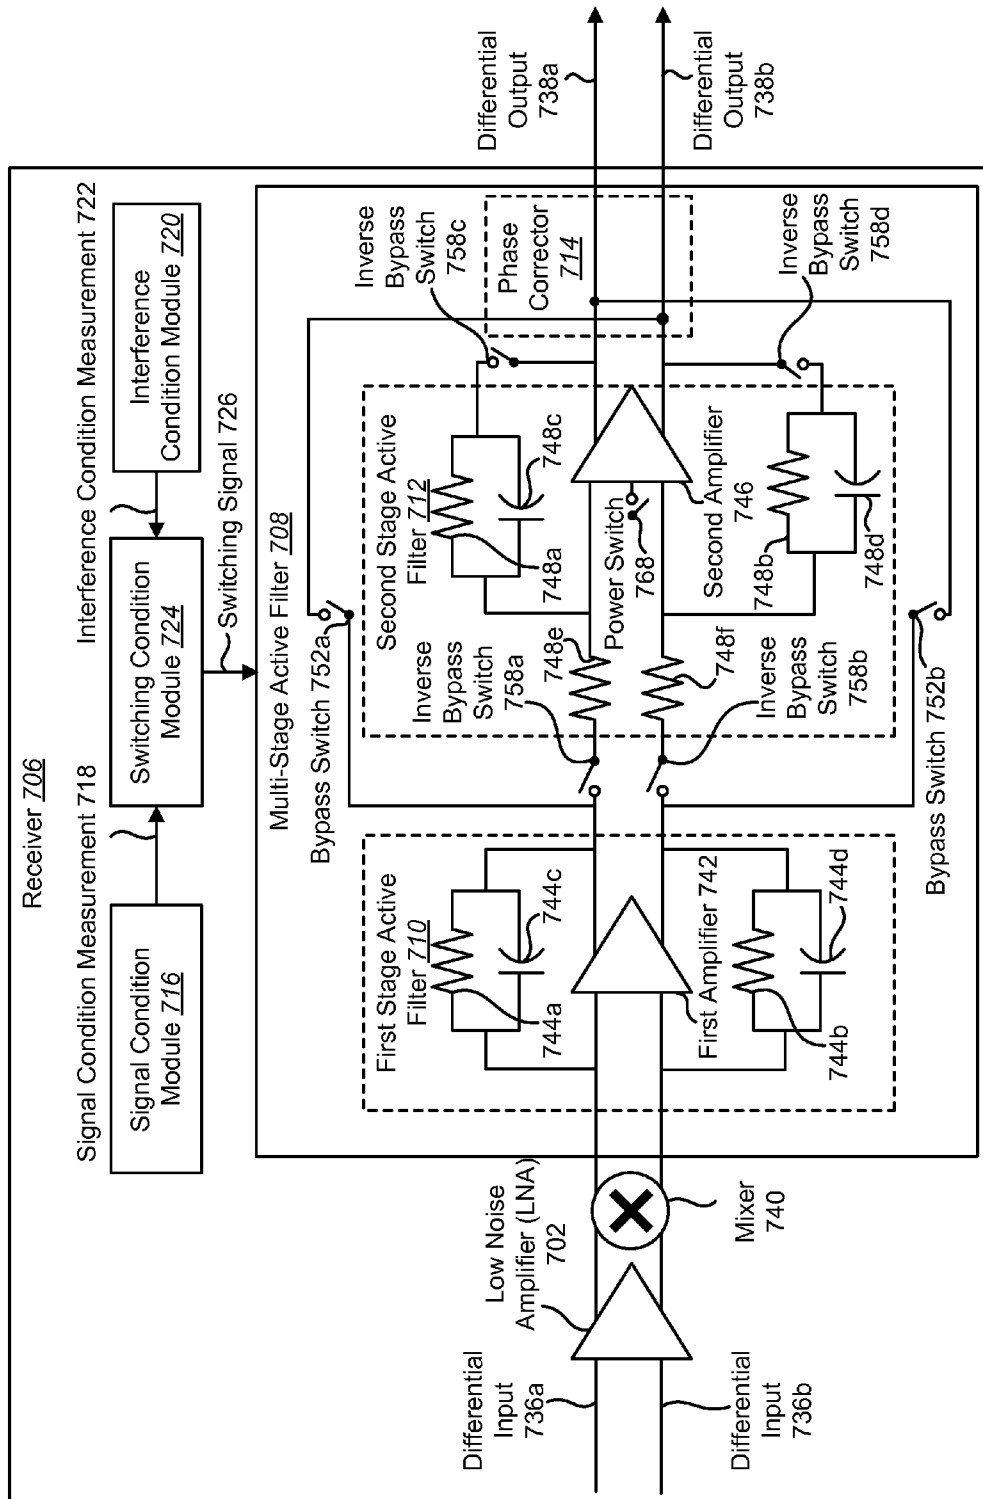 Receiver 706
Signal Condition Measurement 718
Interference Condition Measurement 722
Signal Condition
Module 716
Switching Condition
Module 724
Interference
Condition Module 720
Switching Signal 726
Multi-Stage Active Filter 708
Bypass Switch 752a
First Stage Active
Filter 710
744a
744c
First Amplifier 742
744b
744d
Low Noise
Amplifier (LNA)
702
Mixer
740
Differential
Input
736a
Differential
Input
736b
Inverse
Bypass
Switch
758a
Inverse
Bypass
Switch
758b
Second Stage Active
Filter 712
748a
748c
748e
748f
Power Switch
768
Second Amplifier
746
748b
748d
Inverse
Bypass
Switch
758c
Phase
Corrector
714
Inverse
Bypass
Switch
758d
Bypass Switch 752b
Differential
Output
738a
Differential
Output
738b